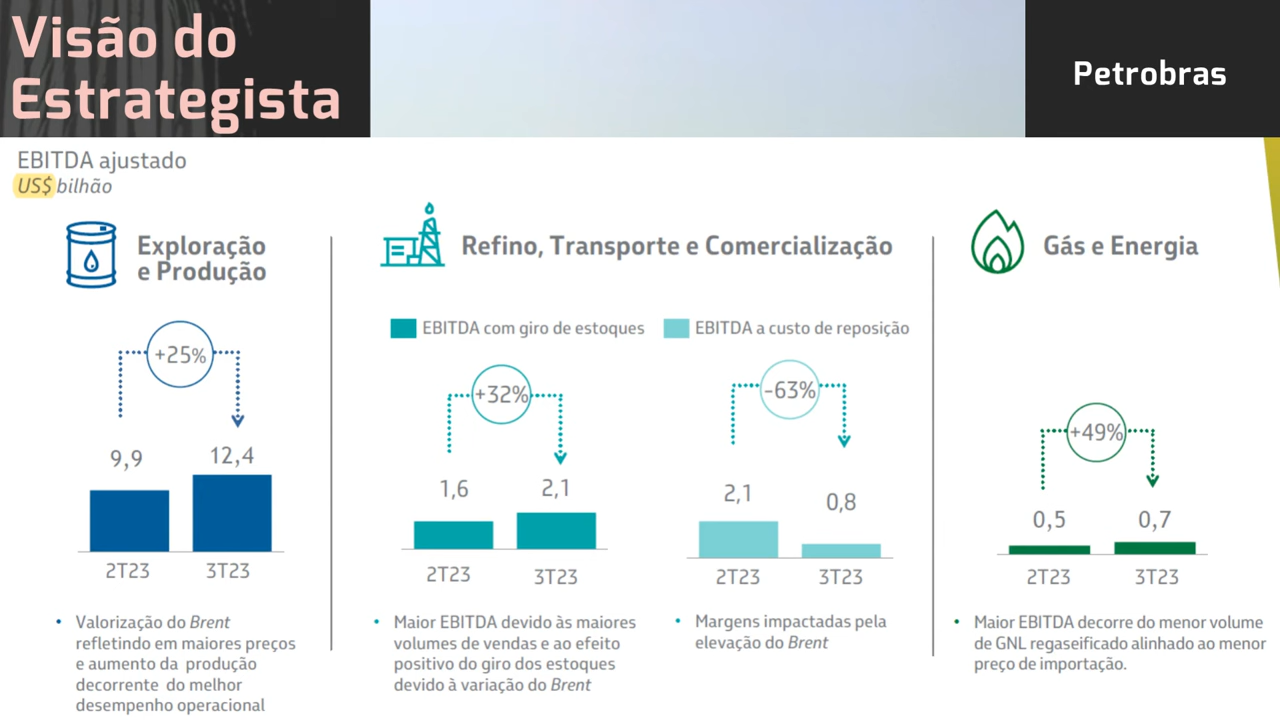 Visão do
Estrategista
Petrobras
EBITDA ajustado
US$ bilhão
Exploração
e Produção
+25%
9,9
12,4
2T23
3T23
• Valorização do Brent
refletindo em maiores preços
e aumento da produção
decorrente do melhor
desempenho operacional
Refino, Transporte e Comercialização
EBITDA com giro de estoques
EBITDA a custo de reposição
+32%
1,6
2,1
2T23
3T23
• Maior EBITDA devido às maiores
volumes de vendas e ao efeito
positivo do giro dos estoques
devido à variação do Brent
-63%
2,1
0,8
2T23
3T23
• Margens impactadas pela
elevação do Brent
Gás e Energia
+49%
0,5
0,7
2T23
3T23
• Maior EBITDA decorre do menor volume
de GNL regaseificado alinhado ao menor
preço de importação.